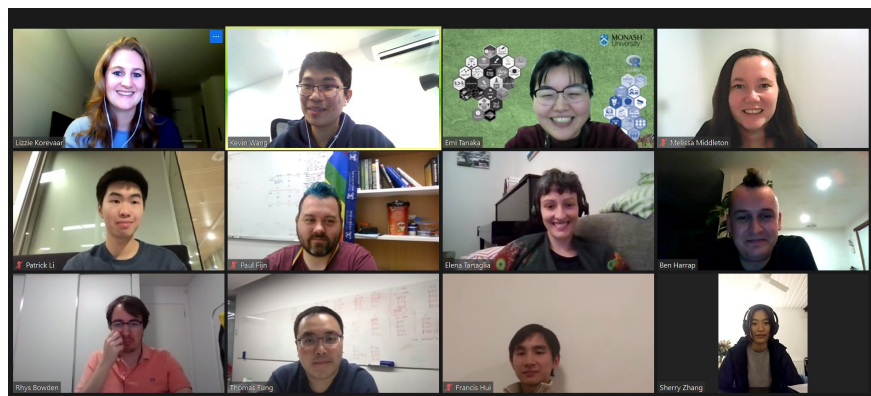 MONASH
University
Lizzie Korevaar
Kevin Wang
Emi Tanaka
Melissa Middleton
Patrick Li
Paul Fijn
Elena Tartaglia
Ben Harrap
Rhys Bowden
Thomas Fung
Francis Hui
Sherry Zhang